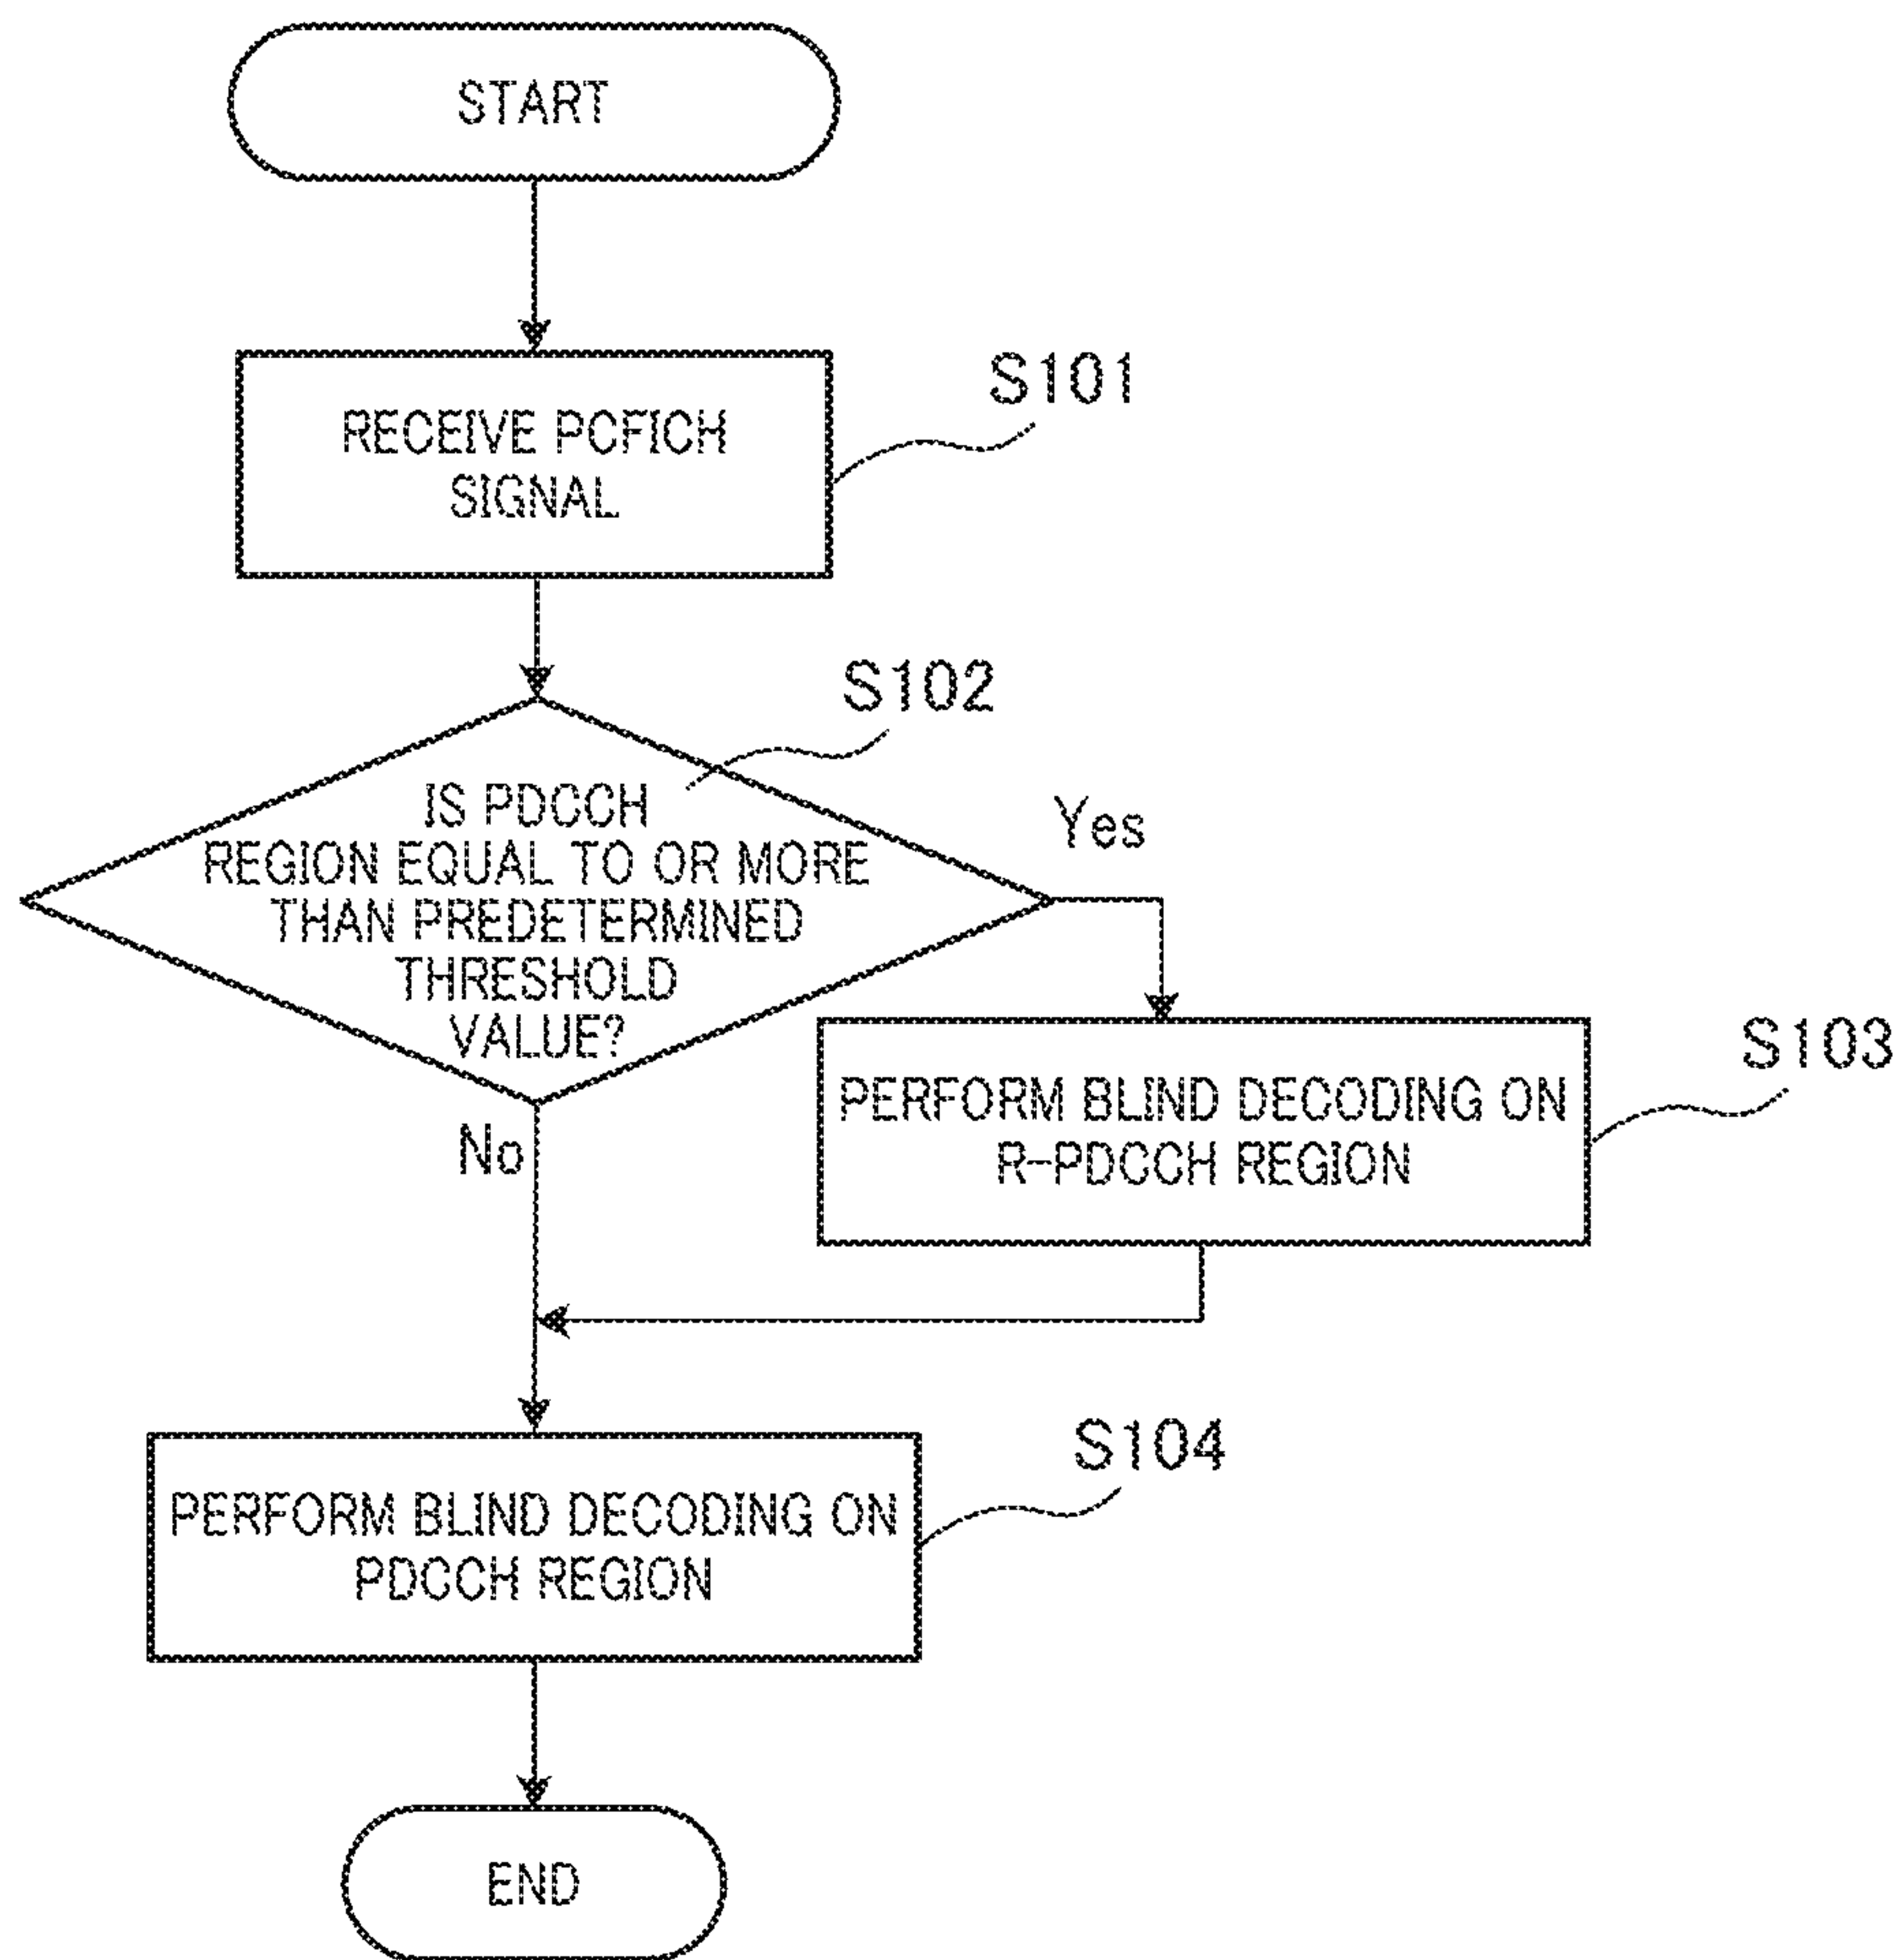 START
RECEIVE PCFICH
SIGNAL
S101
IS PDCCH
REGION EQUAL TO OR MORE
THAN PREDETERMINED
THRESHOLD
VALUE?
S102
Yes
No
PERFORM BLIND DECODING ON
R-PDCCH REGION
S103
PERFORM BLIND DECODING ON
PDCCH REGION
S104
END